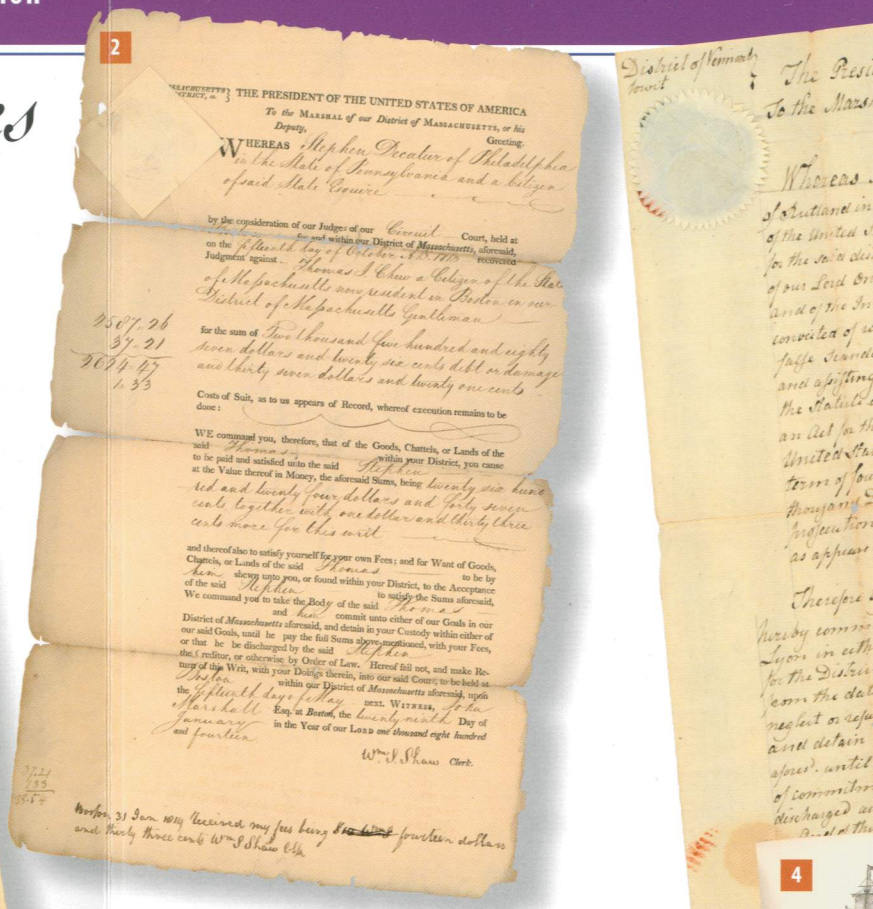 ion
2
es
MASSACHUSETTS DISTRICT, ss. } THE PRESIDENT OF THE UNITED STATES OF AMERICA
To the MARSHAL of our District of MASSACHUSETTS, or his
Deputy, Greeting.
WHEREAS Stephen Decatur of Philadelphia
in the State of Pennsylvania and a Citizen
of said State Esquire
by the consideration of our Judges of our Circuit Court, held at
Boston for and within our District of Massachusetts, aforesaid,
on the fifteenth day of October A.D. recovered
Judgment against Thomas I Chew a Citizen of the State
of Massachusetts now resident in Boston in our
District of Massachusetts Gentleman
2587.26
37.21
2624.47
1.33
for the sum of Two thousand five hundred and eighty
seven dollars and twenty six cents debt or damage
and thirty seven dollars and twenty one cents
Costs of Suit, as to us appears of Record, whereof execution remains to be
done :
WE command you, therefore, that of the Goods, Chattels, or Lands of the
said Thomas within your District, you cause
to be paid and satisfied unto the said Stephen
at the Value thereof in Money, the aforesaid Sums, being twenty six hund
red and twenty four dollars and forty seven
cents, together with one dollar and thirty three
cents more for this writ
and thereof also to satisfy yourself for your own Fees ; and for Want of Goods,
Chattels, or Lands of the said Thomas to be by
him shewn unto you, or found within your District, to the Acceptance
of the said Stephen to satisfy the Sums aforesaid,
We command you to take the Body of the said Thomas
and him commit unto either of our Goals in our
District of Massachusetts aforesaid, and detain in your Custody within either of
our said Goals, until he pay the full Sums above-mentioned, with your Fees,
or that he be discharged by the said Stephen
the Creditor, or otherwise by Order of Law. Hereof fail not, and make Re-
turn of this Writ, with your Doings therein, into our said Court, to be held at
Boston within our District of Massachusetts aforesaid, upon
the fifteenth day of May next. WITNESS, John
Marshall Esq. at Boston, the twenty ninth Day of
January in the Year of our LORD one thousand eight hundred
and fourteen
Wm. S. Shaw Clerk.
37.21
1.33
38.54
Boston 31 Jan 1814 Received my fees being fourteen dollars
and thirty three cents Wm S Shaw Clk
District of Vermont
towit
The Presi
To the Mars
Whereas
of Rutland in
of the United S
for the said dis
of our Lord On
and of the In
convicted of
false scand
and assisting
the Statute
an Act for th
United Stat
term of fou
thousand
prosecution
as appears
Therefore
hereby comm
Lyon in eith
for the Distri
from the dat
neglect or refu
and detain
afores'd. until
of commitm
discharged
4